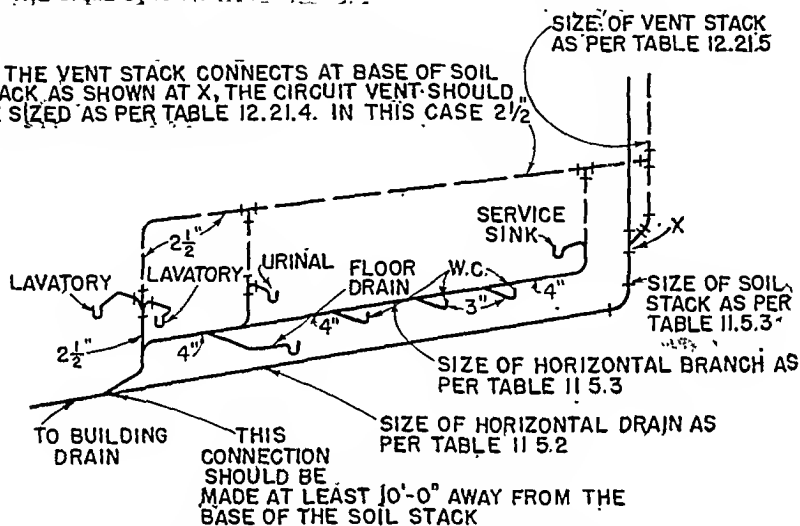 SIZE OF VENT STACK
AS PER TABLE 12.21.5
THE VENT STACK CONNECTS AT BASE OF SOIL
ACK AS SHOWN AT X, THE CIRCUIT VENT SHOULD
SIZED AS PER TABLE 12.21.4. IN THIS CASE 2½"
2½"
LAVATORY
LAVATORY
URINAL
FLOOR
DRAIN
W.C.
SERVICE
SINK
X
2½"
4"
4"
3"
4"
SIZE OF SOIL
STACK AS PER
TABLE 11.5.3
SIZE OF HORIZONTAL BRANCH AS
PER TABLE 11 5.3
SIZE OF HORIZONTAL DRAIN AS
PER TABLE 11 5.2
TO BUILDING
DRAIN
THIS
CONNECTION
SHOULD BE
MADE AT LEAST 10'-0" AWAY FROM THE
BASE OF THE SOIL STACK